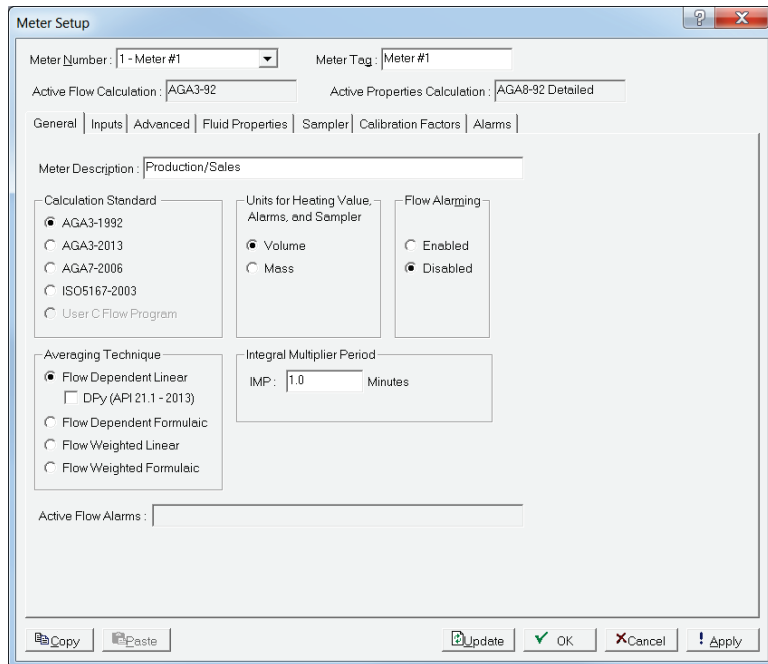 Meter Setup
Meter Number : 1 - Meter #1 Meter Tag : Meter #1
Active Flow Calculation : AGA3-92 Active Properties Calculation : AGA8-92 Detailed
General Inputs Advanced Fluid Properties Sampler Calibration Factors Alarms
Meter Description : Production/Sales
Calculation Standard
AGA3-1992
AGA3-2013
AGA7-2006
ISO5167-2003
User C Flow Program
Units for Heating Value,
Alarms, and Sampler
Volume
Mass
Flow Alarming
Enabled
Disabled
Averaging Technique
Flow Dependent Linear
DPy (API 21.1 - 2013)
Flow Dependent Formulaic
Flow Weighted Linear
Flow Weighted Formulaic
Integral Multiplier Period
IMP : 1.0 Minutes
Active Flow Alarms :
Copy Paste Update OK Cancel ! Apply